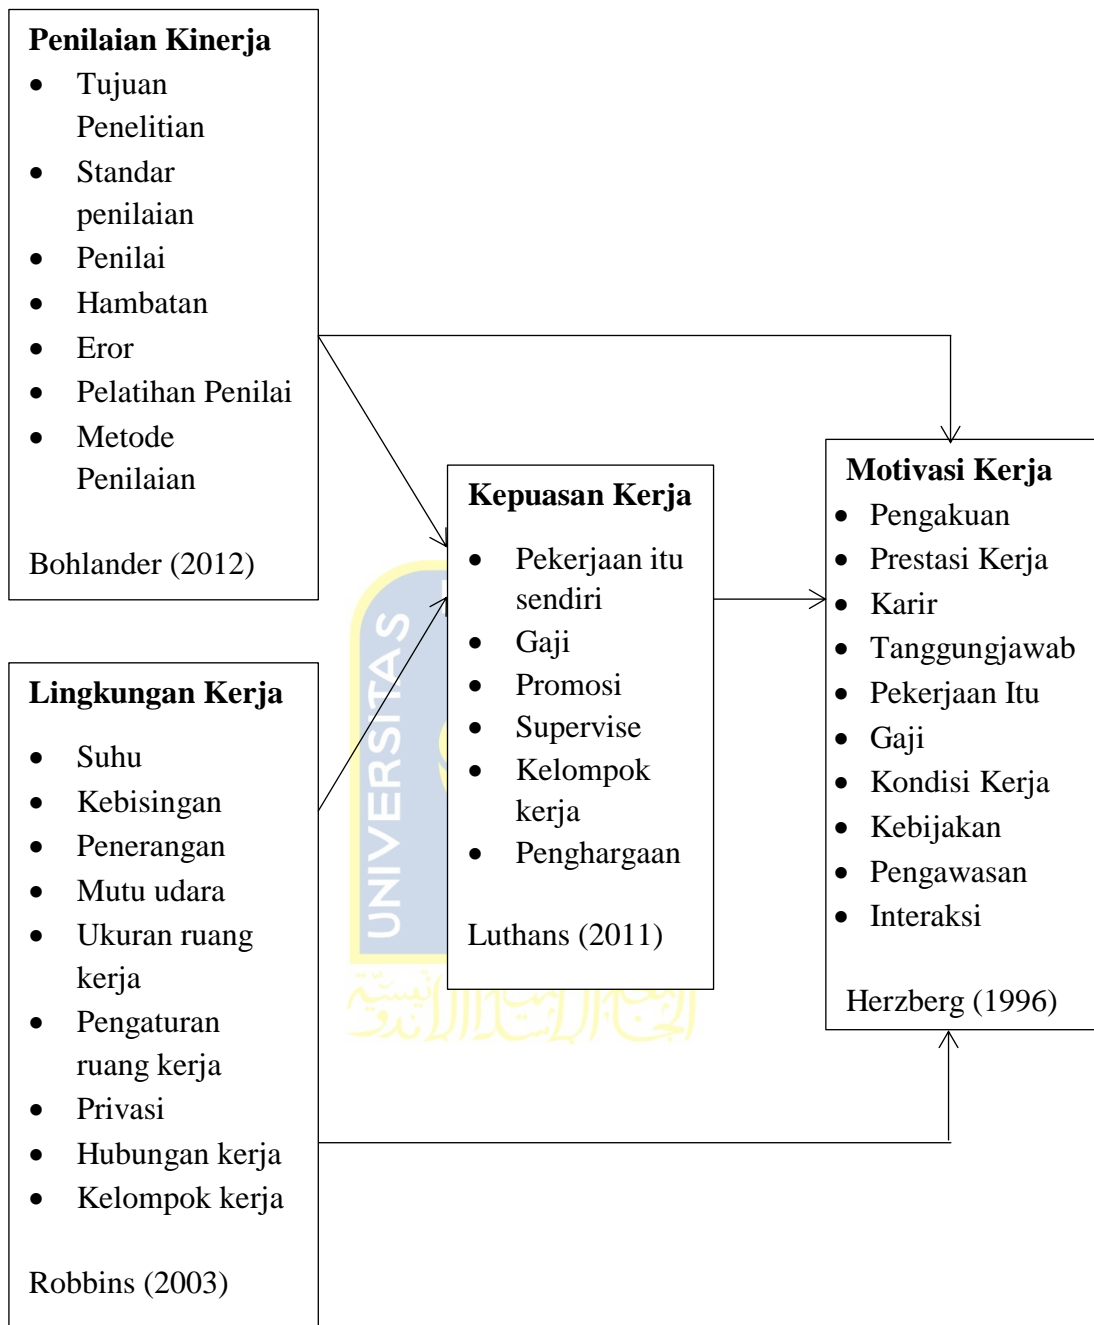 Penilaian Kinerja
• Tujuan
Penelitian
• Standar
penilaian
• Penilai
• Hambatan
• Eror
• Pelatihan Penilai
• Metode
Penilaian
Bohlander (2012)
Lingkungan Kerja
• Suhu
• Kebisingan
• Penerangan
• Mutu udara
• Ukuran ruang
kerja
• Pengaturan
ruang kerja
• Privasi
• Hubungan kerja
• Kelompok kerja
Robbins (2003)
Kepuasan Kerja
• Pekerjaan itu
sendiri
• Gaji
• Promosi
• Supervise
• Kelompok
kerja
• Penghargaan
Luthans (2011)
Motivasi Kerja
• Pengakuan
• Prestasi Kerja
• Karir
• Tanggungjawab
• Pekerjaan Itu
• Gaji
• Kondisi Kerja
• Kebijakan
• Pengawasan
• Interaksi
Herzberg (1996)
UNIVERSITAS